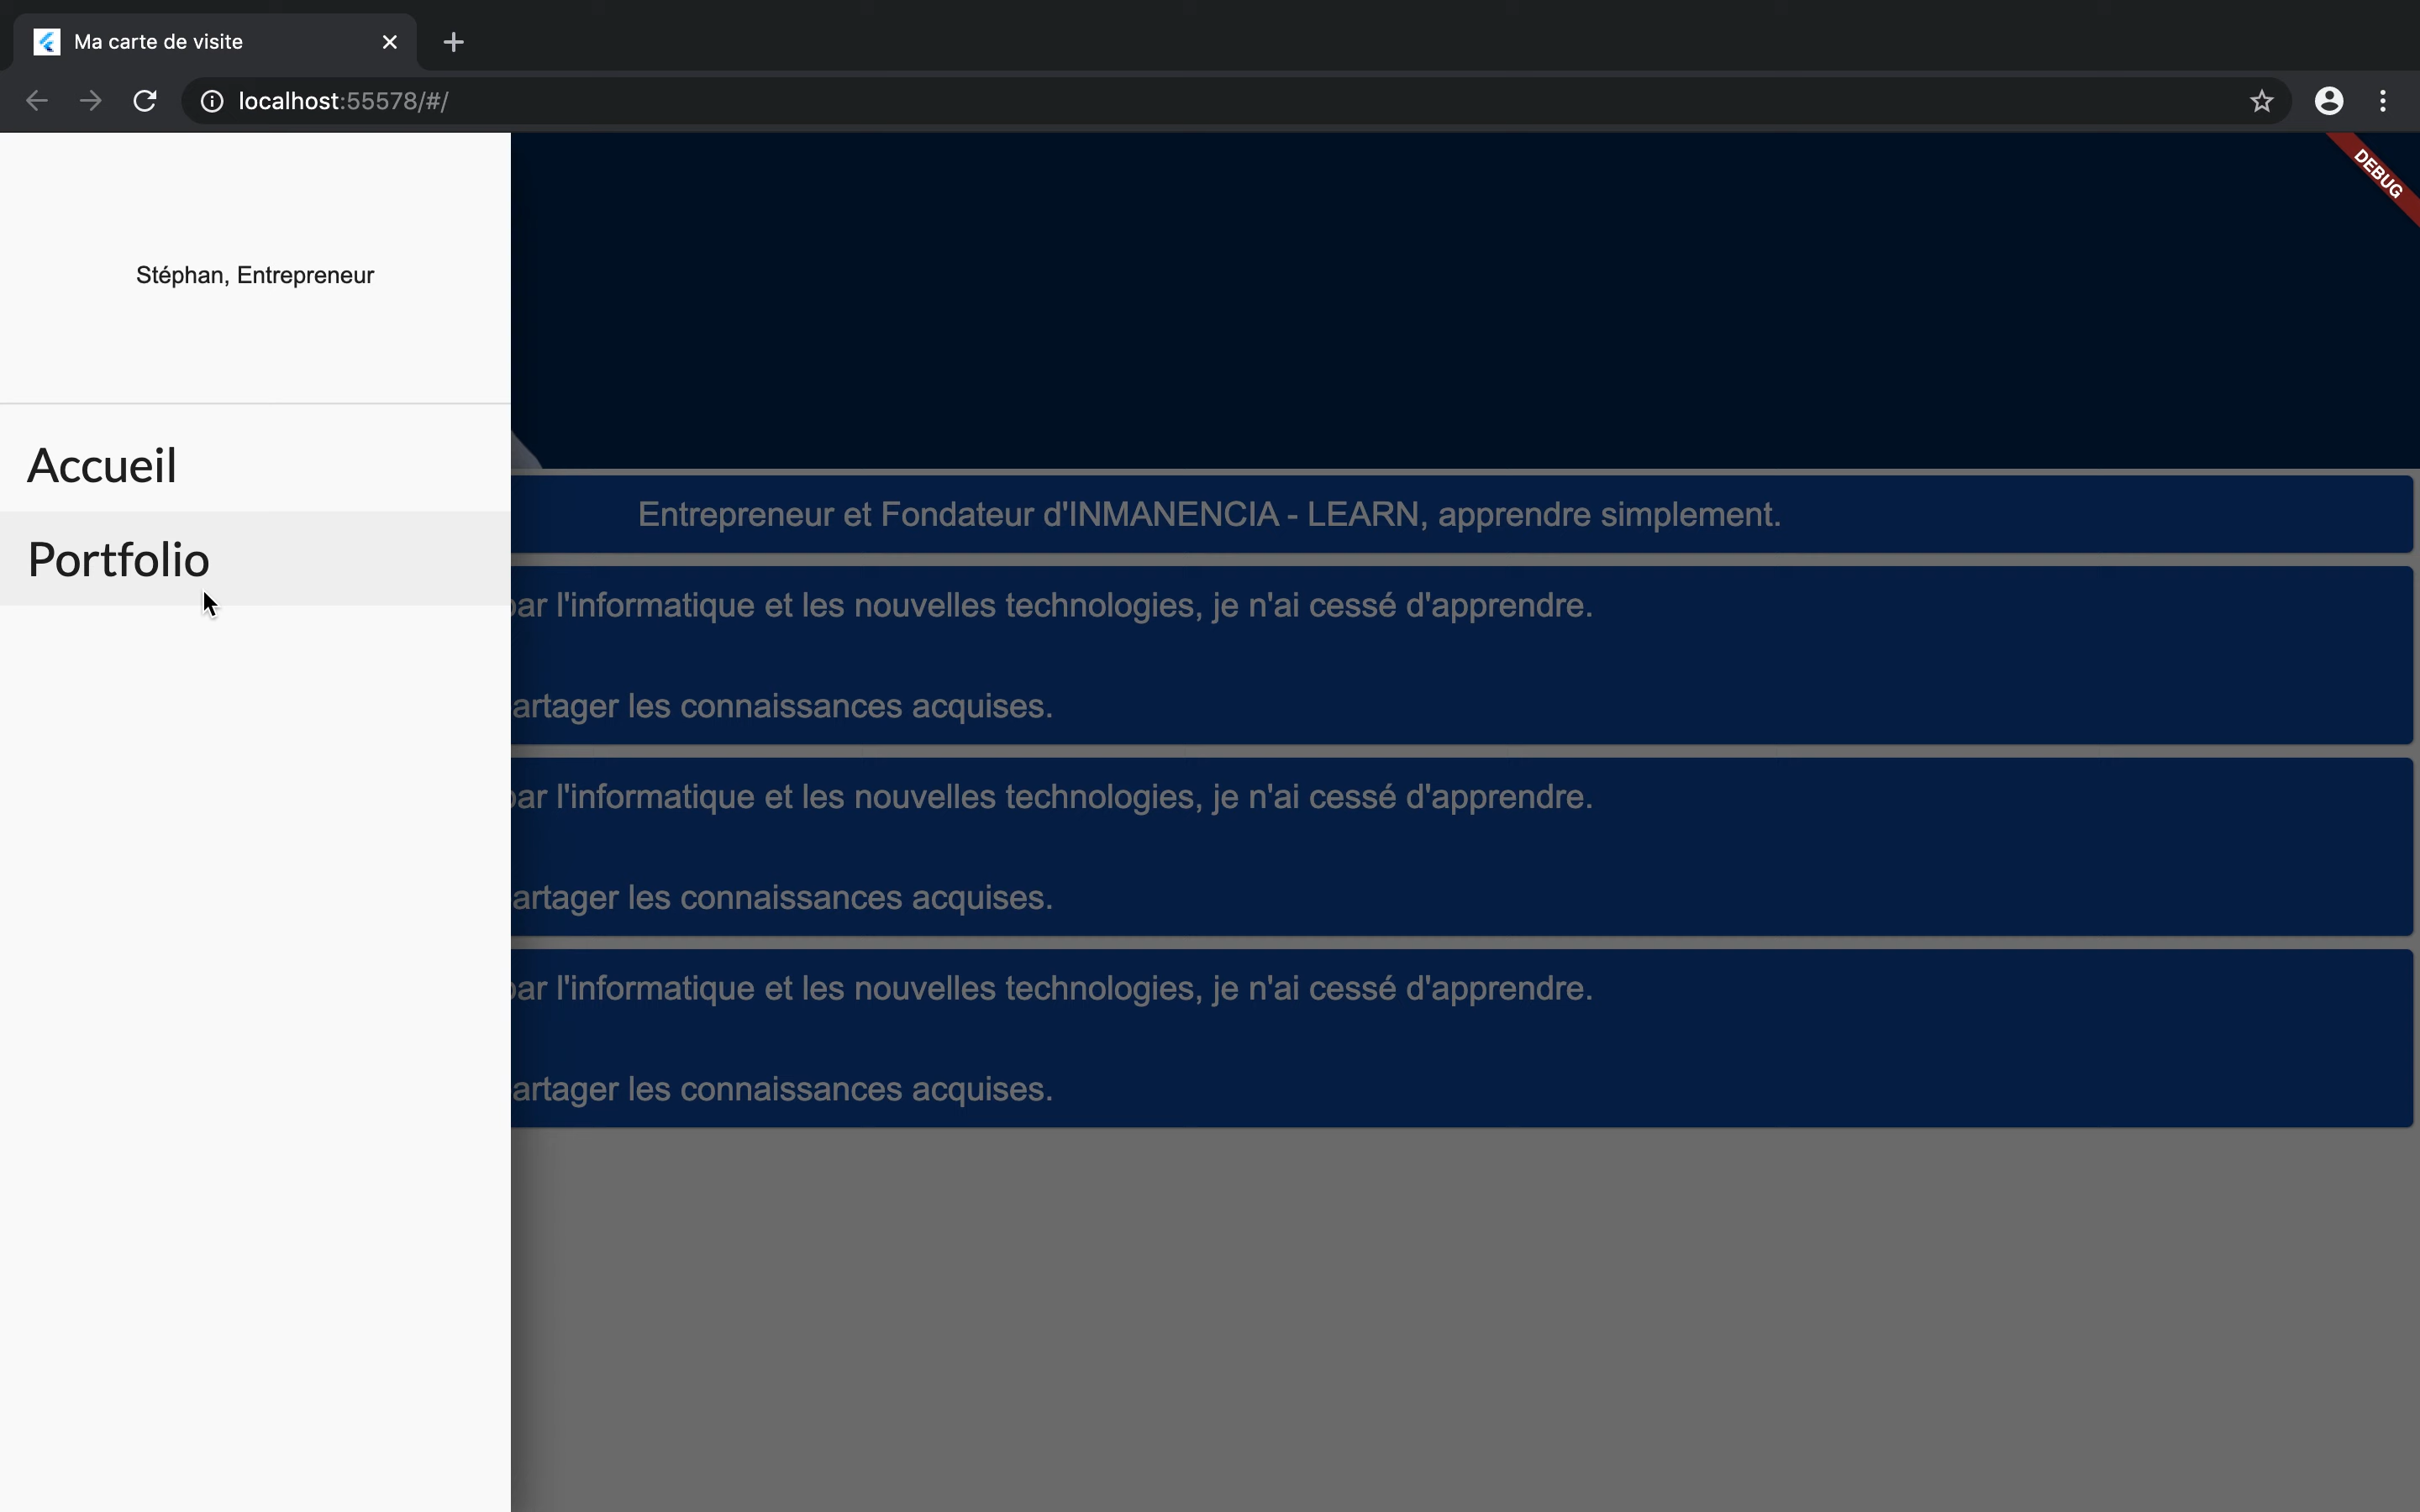 Ma carte de visite
localhost:55578/#/
DEBUG
Stéphan, Entrepreneur
Accueil
Portfolio
Entrepreneur et Fondateur d'INMANENCIA - LEARN, apprendre simplement.
par l'informatique et les nouvelles technologies, je n'ai cessé d'apprendre.
artager les connaissances acquises.
par l'informatique et les nouvelles technologies, je n'ai cessé d'apprendre.
artager les connaissances acquises.
par l'informatique et les nouvelles technologies, je n'ai cessé d'apprendre.
artager les connaissances acquises.